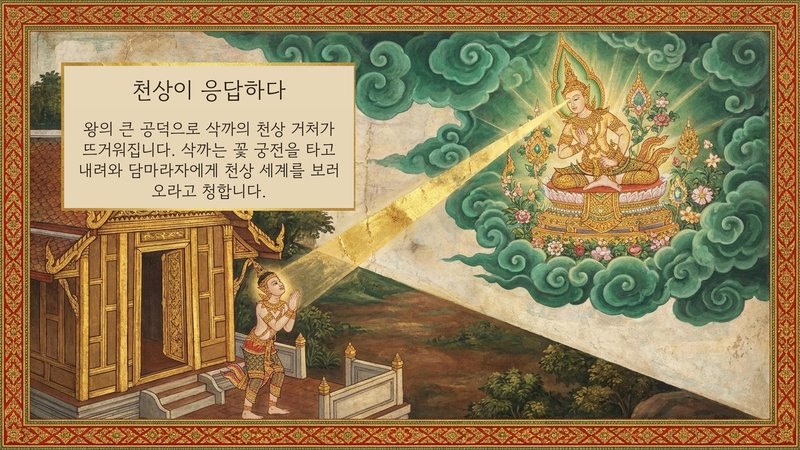 천상이 응답하다
왕의 큰 공덕으로 삭까의 천상 거처가
뜨거워집니다. 삭까는 꽃 궁전을 타고
내려와 담마라자에게 천상 세계를 보러
오라고 청합니다.